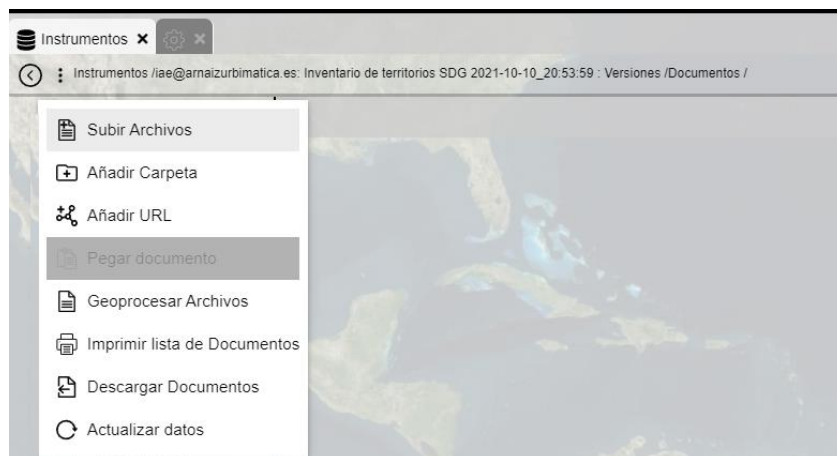 Instrumentos
Instrumentos /iae@arnaizurbimatica.es: Inventario de territorios SDG 2021-10-10_20:53:59 : Versiones /Documentos /
Subir Archivos
Añadir Carpeta
Añadir URL
Pegar documento
Geoprocesar Archivos
Imprimir lista de Documentos
Descargar Documentos
Actualizar datos